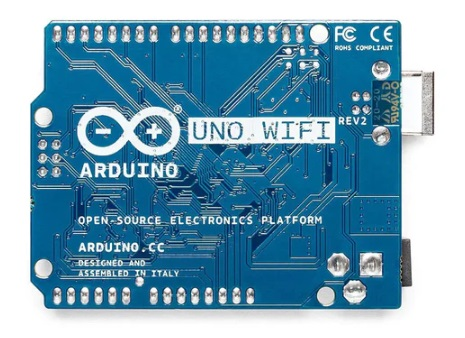 FC CE
ROHS COMPLIANT
UNO WIFI
REV2
ARDUINO
OPEN-SOURCE ELECTRONICS PLATFORM
ARDUINO.CC
DESIGNED AND
ASSEMBLED IN ITALY